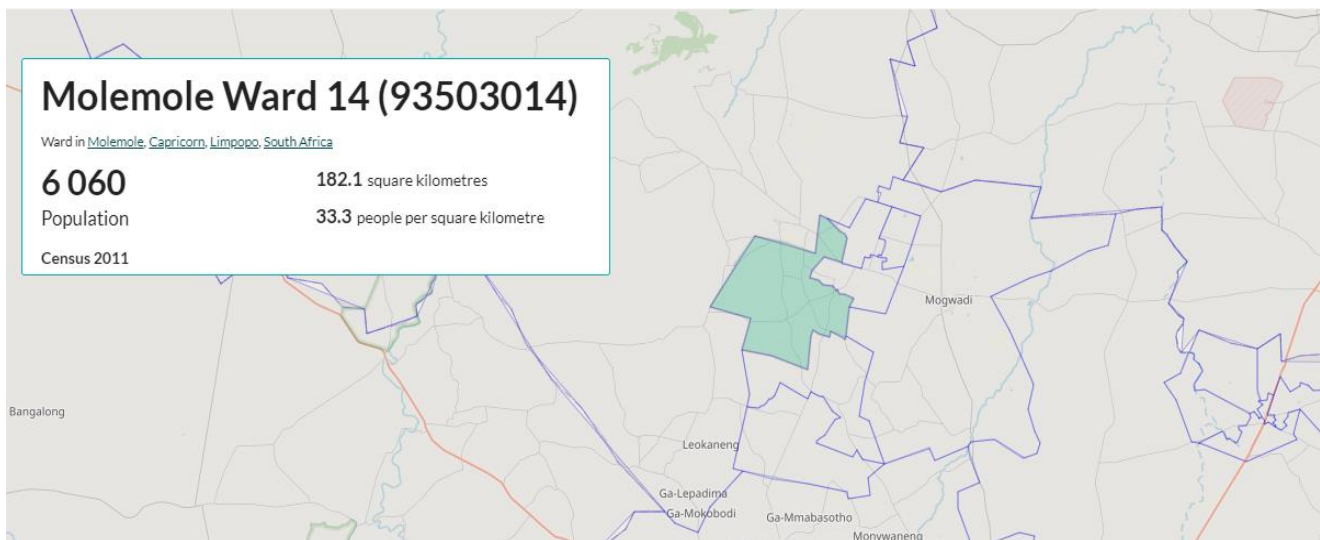 Molemole Ward 14 (93503014)
Ward in Molemole, Capricorn, Limpopo, South Africa
6 060
Population
182.1 square kilometres
33.3 people per square kilometre
Census 2011
Mogwadi
Bangalong
Leokaneng
Ga-Lepadima
Ga-Mokobodi
Ga-Mmabasotho
Monywaneng